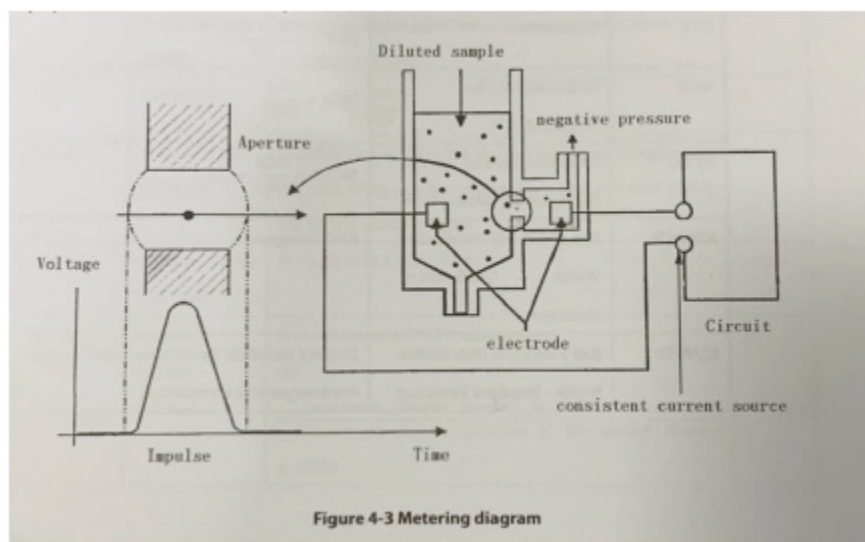 Diluted sample
negative pressure
Aperture
Voltage
electrode
Circuit
consistent current source
Impulse
Time
Figure 4-3 Metering diagram